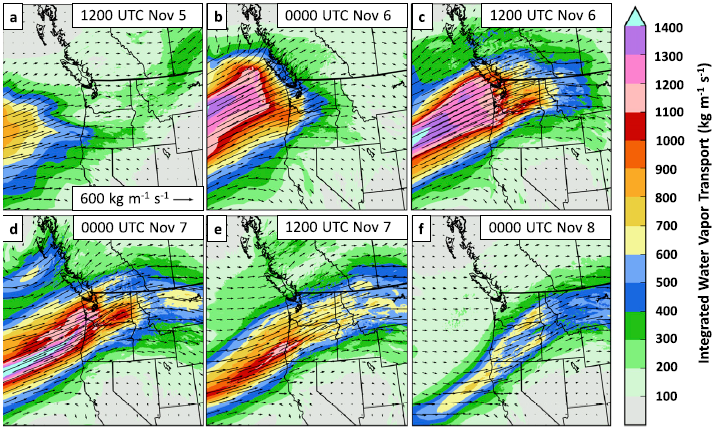 a
1200 UTC Nov 5
600 kg m-1 s-1
b
0000 UTC Nov 6
c
1200 UTC Nov 6
d
0000 UTC Nov 7
e
1200 UTC Nov 7
f
0000 UTC Nov 8
1400
1300
1200
1100
1000
900
800
700
600
500
400
300
200
100
Integrated Water Vapor Transport (kg m-1 s-1)